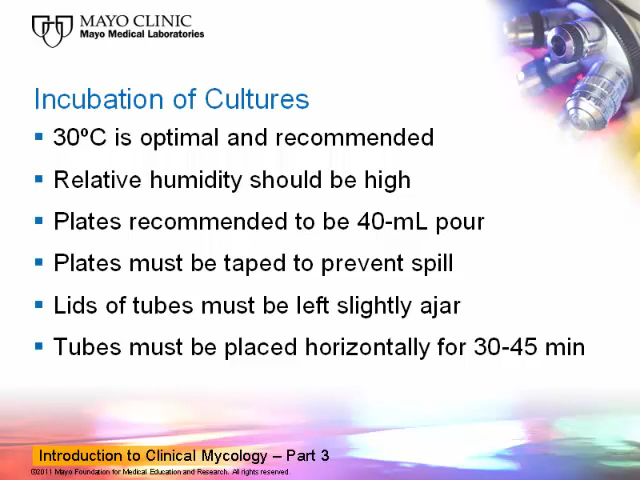 MAYO CLINIC
Mayo Medical Laboratories
Incubation of Cultures
▪ 30ºC is optimal and recommended
▪ Relative humidity should be high
▪ Plates recommended to be 40-mL pour
▪ Plates must be taped to prevent spill
▪ Lids of tubes must be left slightly ajar
▪ Tubes must be placed horizontally for 30-45 min
Introduction to Clinical Mycology – Part 3
©2011 Mayo Foundation for Medical Education and Research. All rights reserved.